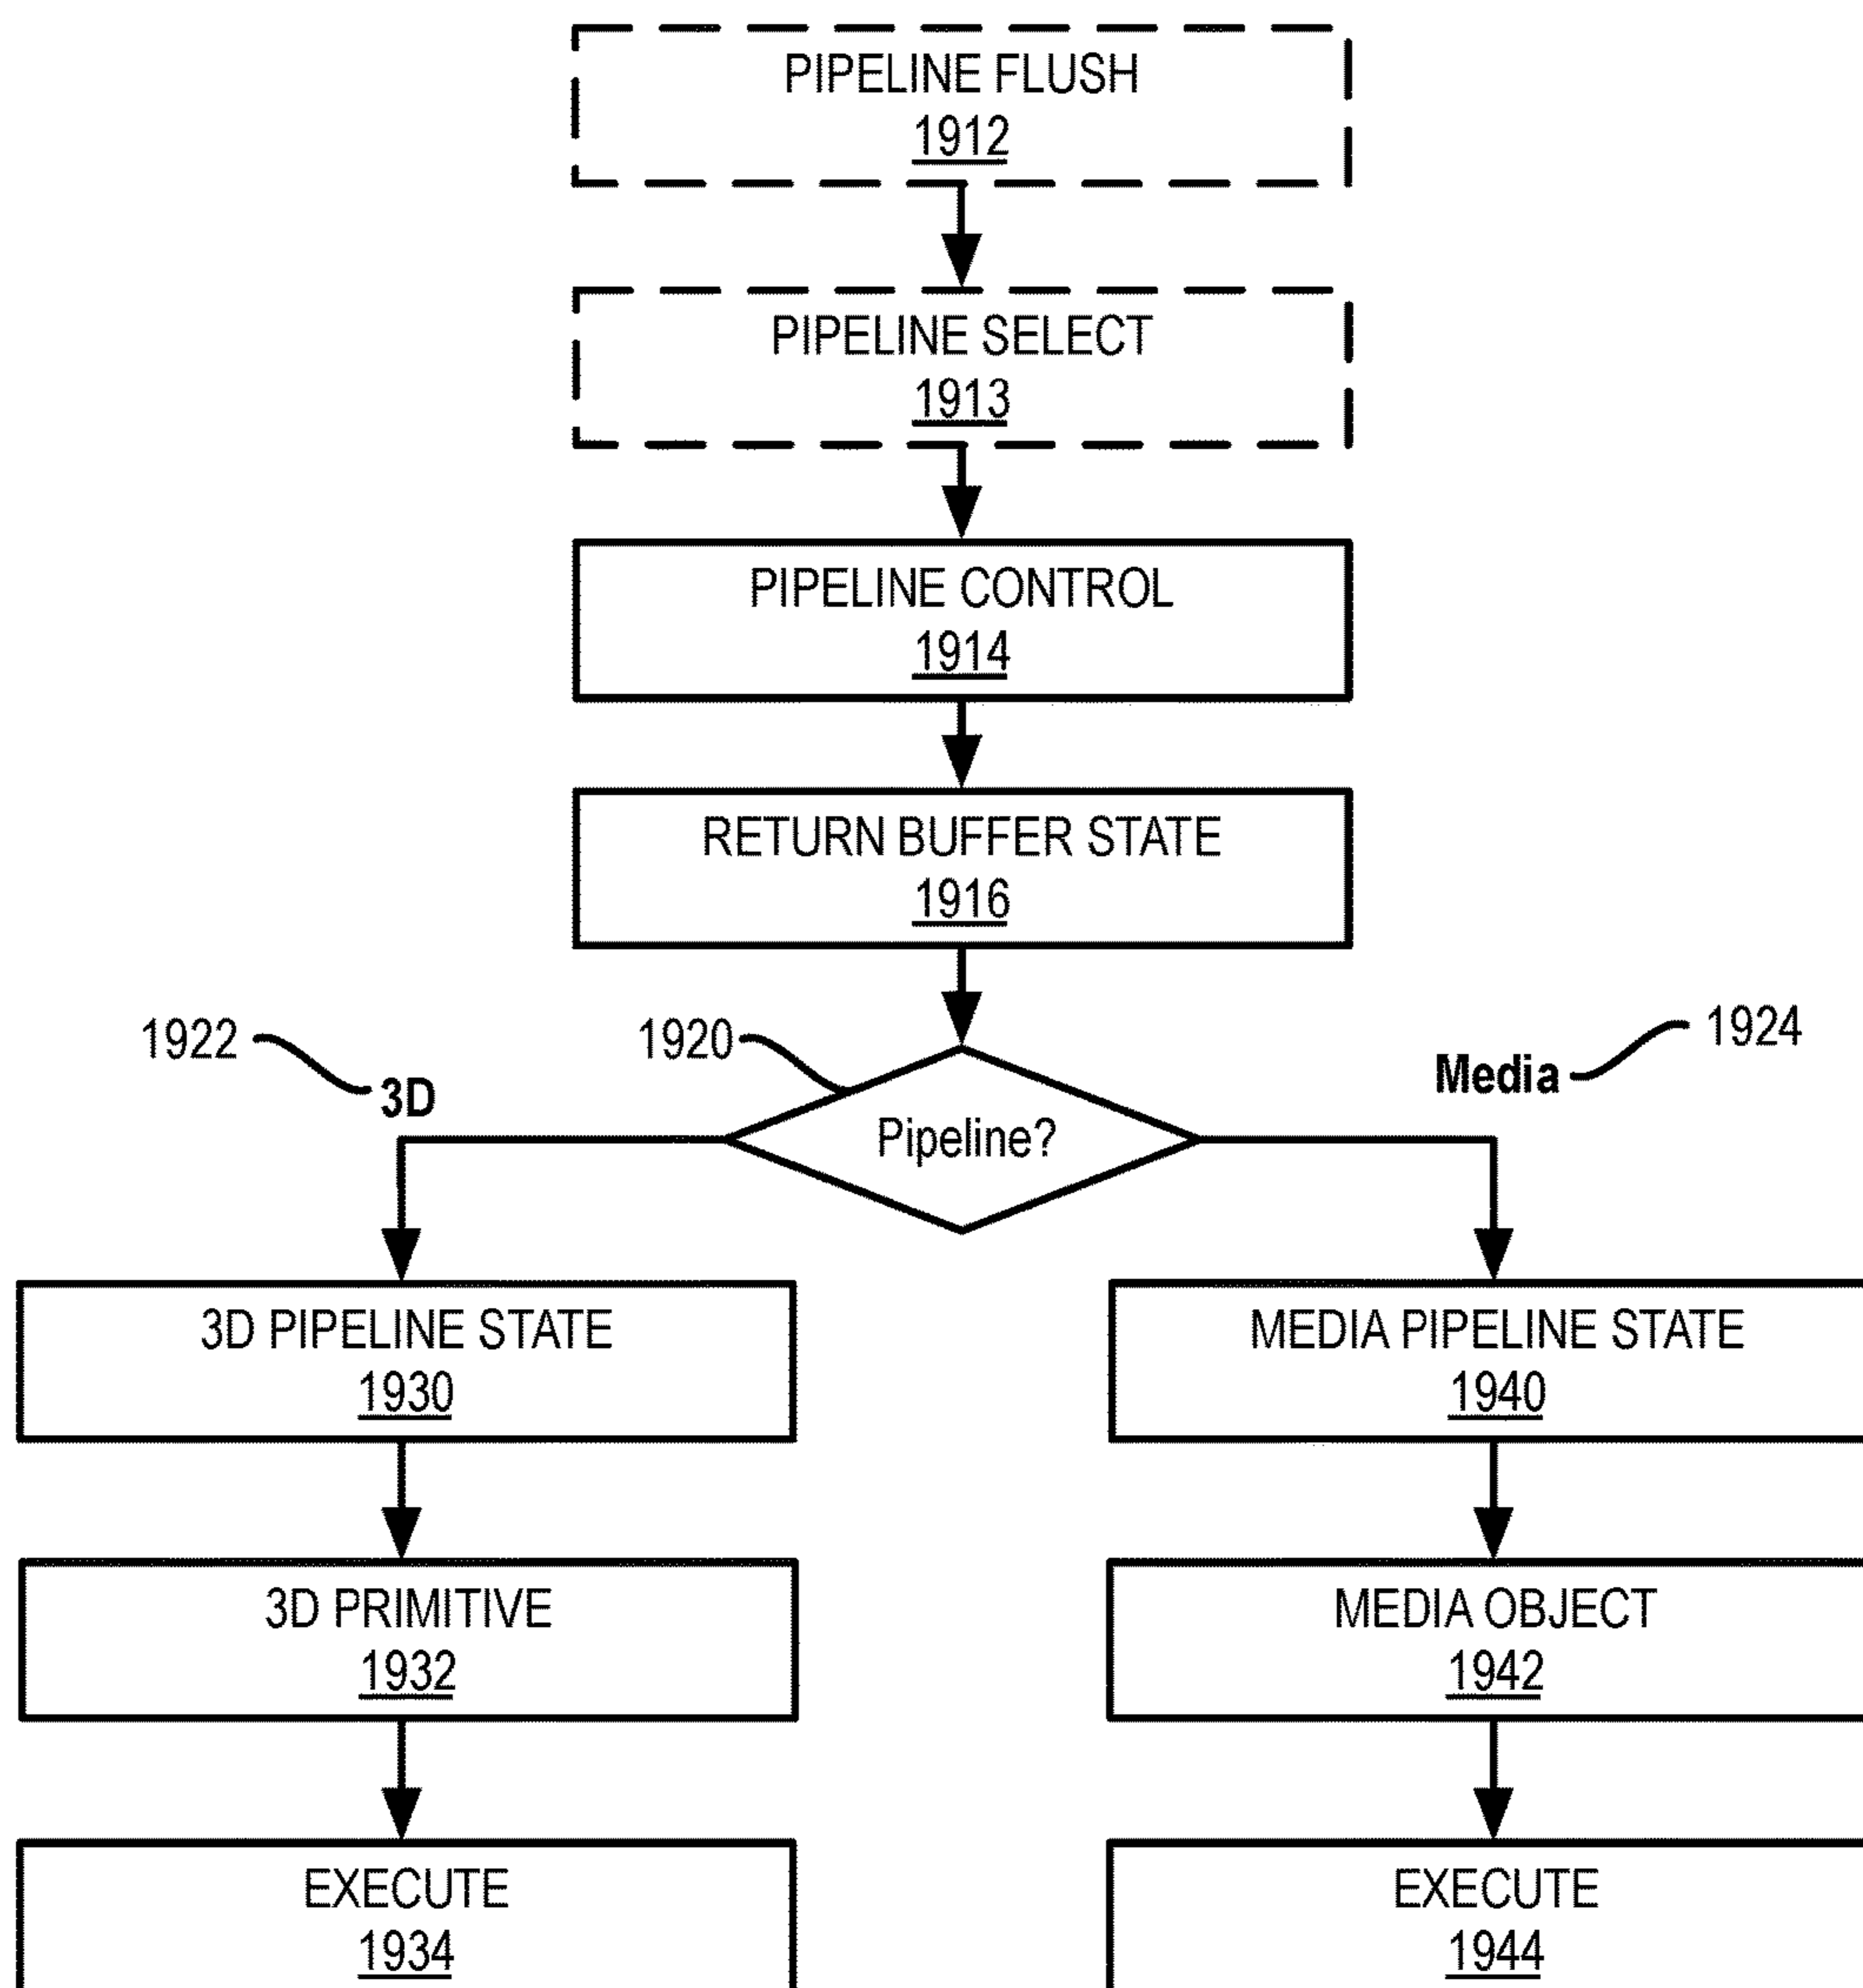 PIPELINE FLUSH
1912
PIPELINE SELECT
1913
PIPELINE CONTROL
1914
RETURN BUFFER STATE
1916
1922
1920
1924
3D
Media
Pipeline?
3D PIPELINE STATE
1930
MEDIA PIPELINE STATE
1940
3D PRIMITIVE
1932
MEDIA OBJECT
1942
EXECUTE
1934
EXECUTE
1944